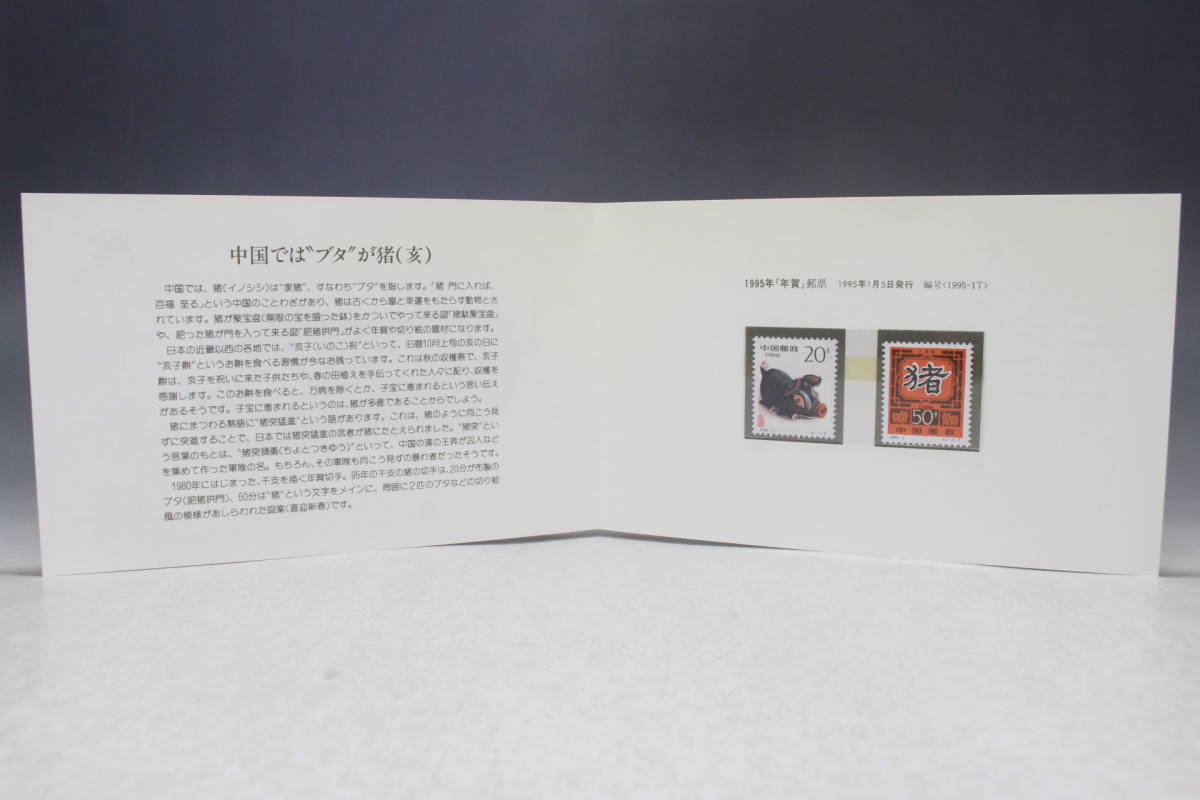 中国では"ブタ"が猪(亥)
中国では、猪(イノシシ)は"家猪"、すなわち"ブタ"を指します。「猪 門に入れば、
百福 至る」という中国のことわざがあり、猪は古くから富と幸運をもたらす動物とさ
れています。猪が聚宝盆(無限の宝を盛った鉢)をかついでやって来る図「猪駄聚宝盆」
や、肥った猪が門を入って来る図「肥猪拱門」がよく年賀や切り絵の題材になります。
日本の近畿以西の各地では、"亥子(いのこ)祝"といって、旧暦10月上旬の亥の日に
"亥子餅"というお餅を食べる習慣が今なお残っています。これは秋の収穫祭で、亥子
餅は、亥子を祝いに来た子供たちや、春の田植えを手伝ってくれた人々に配り、収穫を
感謝します。このお餅を食べると、万病を除くとか、子宝に恵まれるという言い伝え
があるそうです。子宝に恵まれるというのは、猪が多産であることからでしょう。
猪にまつわる熟語に"猪突猛進"という語があります。これは、猪のように向こう見
ずに突進することで、日本では猪突猛進の武者が猪にたとえられました。"猪突"とい
う言葉のもとは、"猪突豨勇(ちょとつきゆう)"といって、中国の漢の王莽が囚人など
を集めて作った軍隊の名。もちろん、その軍隊も向こう見ずの暴れ者だったそうです。
1980年にはじまった、干支を描く年賀切手。95年の干支の猪の切手は、20分が布製の
ブタ(肥猪拱門)、50分は"猪"という文字をメインに、周囲に2匹のブタなどの切り絵
風の模様があしらわれた図案(喜迎新春)です。
1995年「年賀」郵票 1995年1月5日発行 編号〈1995-1T〉
中国邮政 20分
CHINA
猪
50分
中国邮政